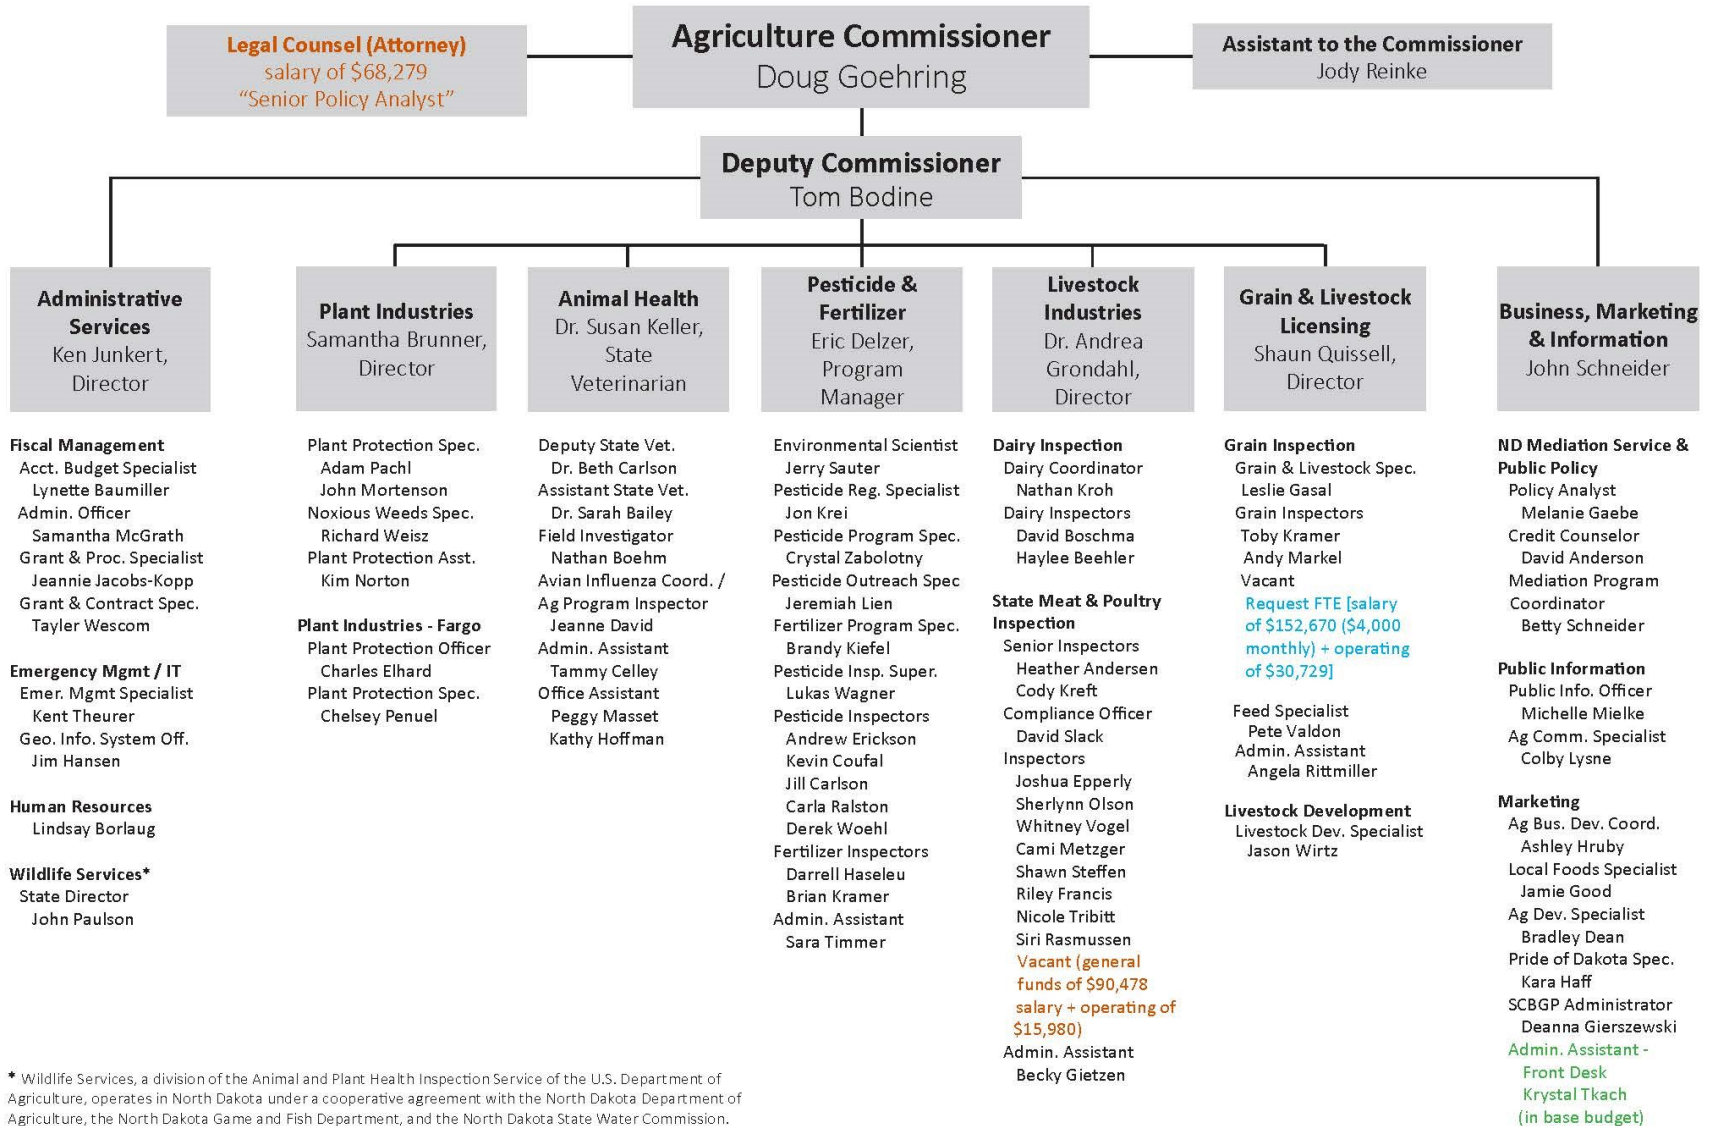 Legal Counsel (Attorney)
salary of $68,279
“Senior Policy Analyst”
Agriculture Commissioner
Doug Goehring
Assistant to the Commissioner
Jody Reinke
Deputy Commissioner
Tom Bodine
Administrative
Services
Ken Junkert,
Director
Fiscal Management
Acct. Budget Specialist
Lynette Baumiller
Admin. Officer
Samantha McGrath
Grant & Proc. Specialist
Jeannie Jacobs-Kopp
Grant & Contract Spec.
Tayler Wescom
Emergency Mgmt / IT
Emer. Mgmt Specialist
Kent Theurer
Geo. Info. System Off.
Jim Hansen
Human Resources
Lindsay Borlaug
Wildlife Services*
State Director
John Paulson
Plant Industries
Samantha Brunner,
Director
Plant Protection Spec.
Adam Pachl
John Mortenson
Noxious Weeds Spec.
Richard Weisz
Plant Protection Asst.
Kim Norton
Plant Industries - Fargo
Plant Protection Officer
Charles Elhard
Plant Protection Spec.
Chelsey Penuel
Animal Health
Dr. Susan Keller,
State
Veterinarian
Deputy State Vet.
Dr. Beth Carlson
Assistant State Vet.
Dr. Sarah Bailey
Field Investigator
Nathan Boehm
Avian Influenza Coord. /
Ag Program Inspector
Jeanne David
Admin. Assistant
Tammy Celley
Office Assistant
Peggy Masset
Kathy Hoffman
Pesticide &
Fertilizer
Eric Delzer,
Program
Manager
Environmental Scientist
Jerry Sauter
Pesticide Reg. Specialist
Jon Krei
Pesticide Program Spec.
Crystal Zabolotny
Pesticide Outreach Spec
Jeremiah Lien
Fertilizer Program Spec.
Brandy Kiefel
Pesticide Insp. Super.
Lukas Wagner
Pesticide Inspectors
Andrew Erickson
Kevin Coufal
Jill Carlson
Carla Ralston
Derek Woehl
Fertilizer Inspectors
Darrell Haseleu
Brian Kramer
Admin. Assistant
Sara Timmer
Livestock
Industries
Dr. Andrea
Grondahl,
Director
Dairy Inspection
Dairy Coordinator
Nathan Kroh
Dairy Inspectors
David Boschma
Haylee Beehler
State Meat & Poultry
Inspection
Senior Inspectors
Heather Andersen
Cody Kreft
Compliance Officer
David Slack
Inspectors
Joshua Epperly
Sherlynn Olson
Whitney Vogel
Cami Metzger
Shawn Steffen
Riley Francis
Nicole Tribitt
Siri Rasmussen
Vacant (general
funds of $90,478
salary + operating of
$15,980)
Admin. Assistant
Becky Gietzen
Grain & Livestock
Licensing
Shaun Quissell,
Director
Grain Inspection
Grain & Livestock Spec.
Leslie Gasal
Grain Inspectors
Toby Kramer
Andy Markel
Vacant
Request FTE [salary
of $152,670 ($4,000
monthly) + operating
of $30,729]
Feed Specialist
Pete Valdon
Admin. Assistant
Angela Rittmiller
Livestock Development
Livestock Dev. Specialist
Jason Wirtz
Business, Marketing
& Information
John Schneider
ND Mediation Service &
Public Policy
Policy Analyst
Melanie Gaebe
Credit Counselor
David Anderson
Mediation Program
Coordinator
Betty Schneider
Public Information
Public Info. Officer
Michelle Mielke
Ag Comm. Specialist
Colby Lysne
Marketing
Ag Bus. Dev. Coord.
Ashley Hruby
Local Foods Specialist
Jamie Good
Ag Dev. Specialist
Bradley Dean
Pride of Dakota Spec.
Kara Haff
SCBGP Administrator
Deanna Gierszewski
Admin. Assistant -
Front Desk
Krystal Tkach
(in base budget)
* Wildlife Services, a division of the Animal and Plant Health Inspection Service of the U.S. Department of
Agriculture, operates in North Dakota under a cooperative agreement with the North Dakota Department of
Agriculture, the North Dakota Game and Fish Department, and the North Dakota State Water Commission.